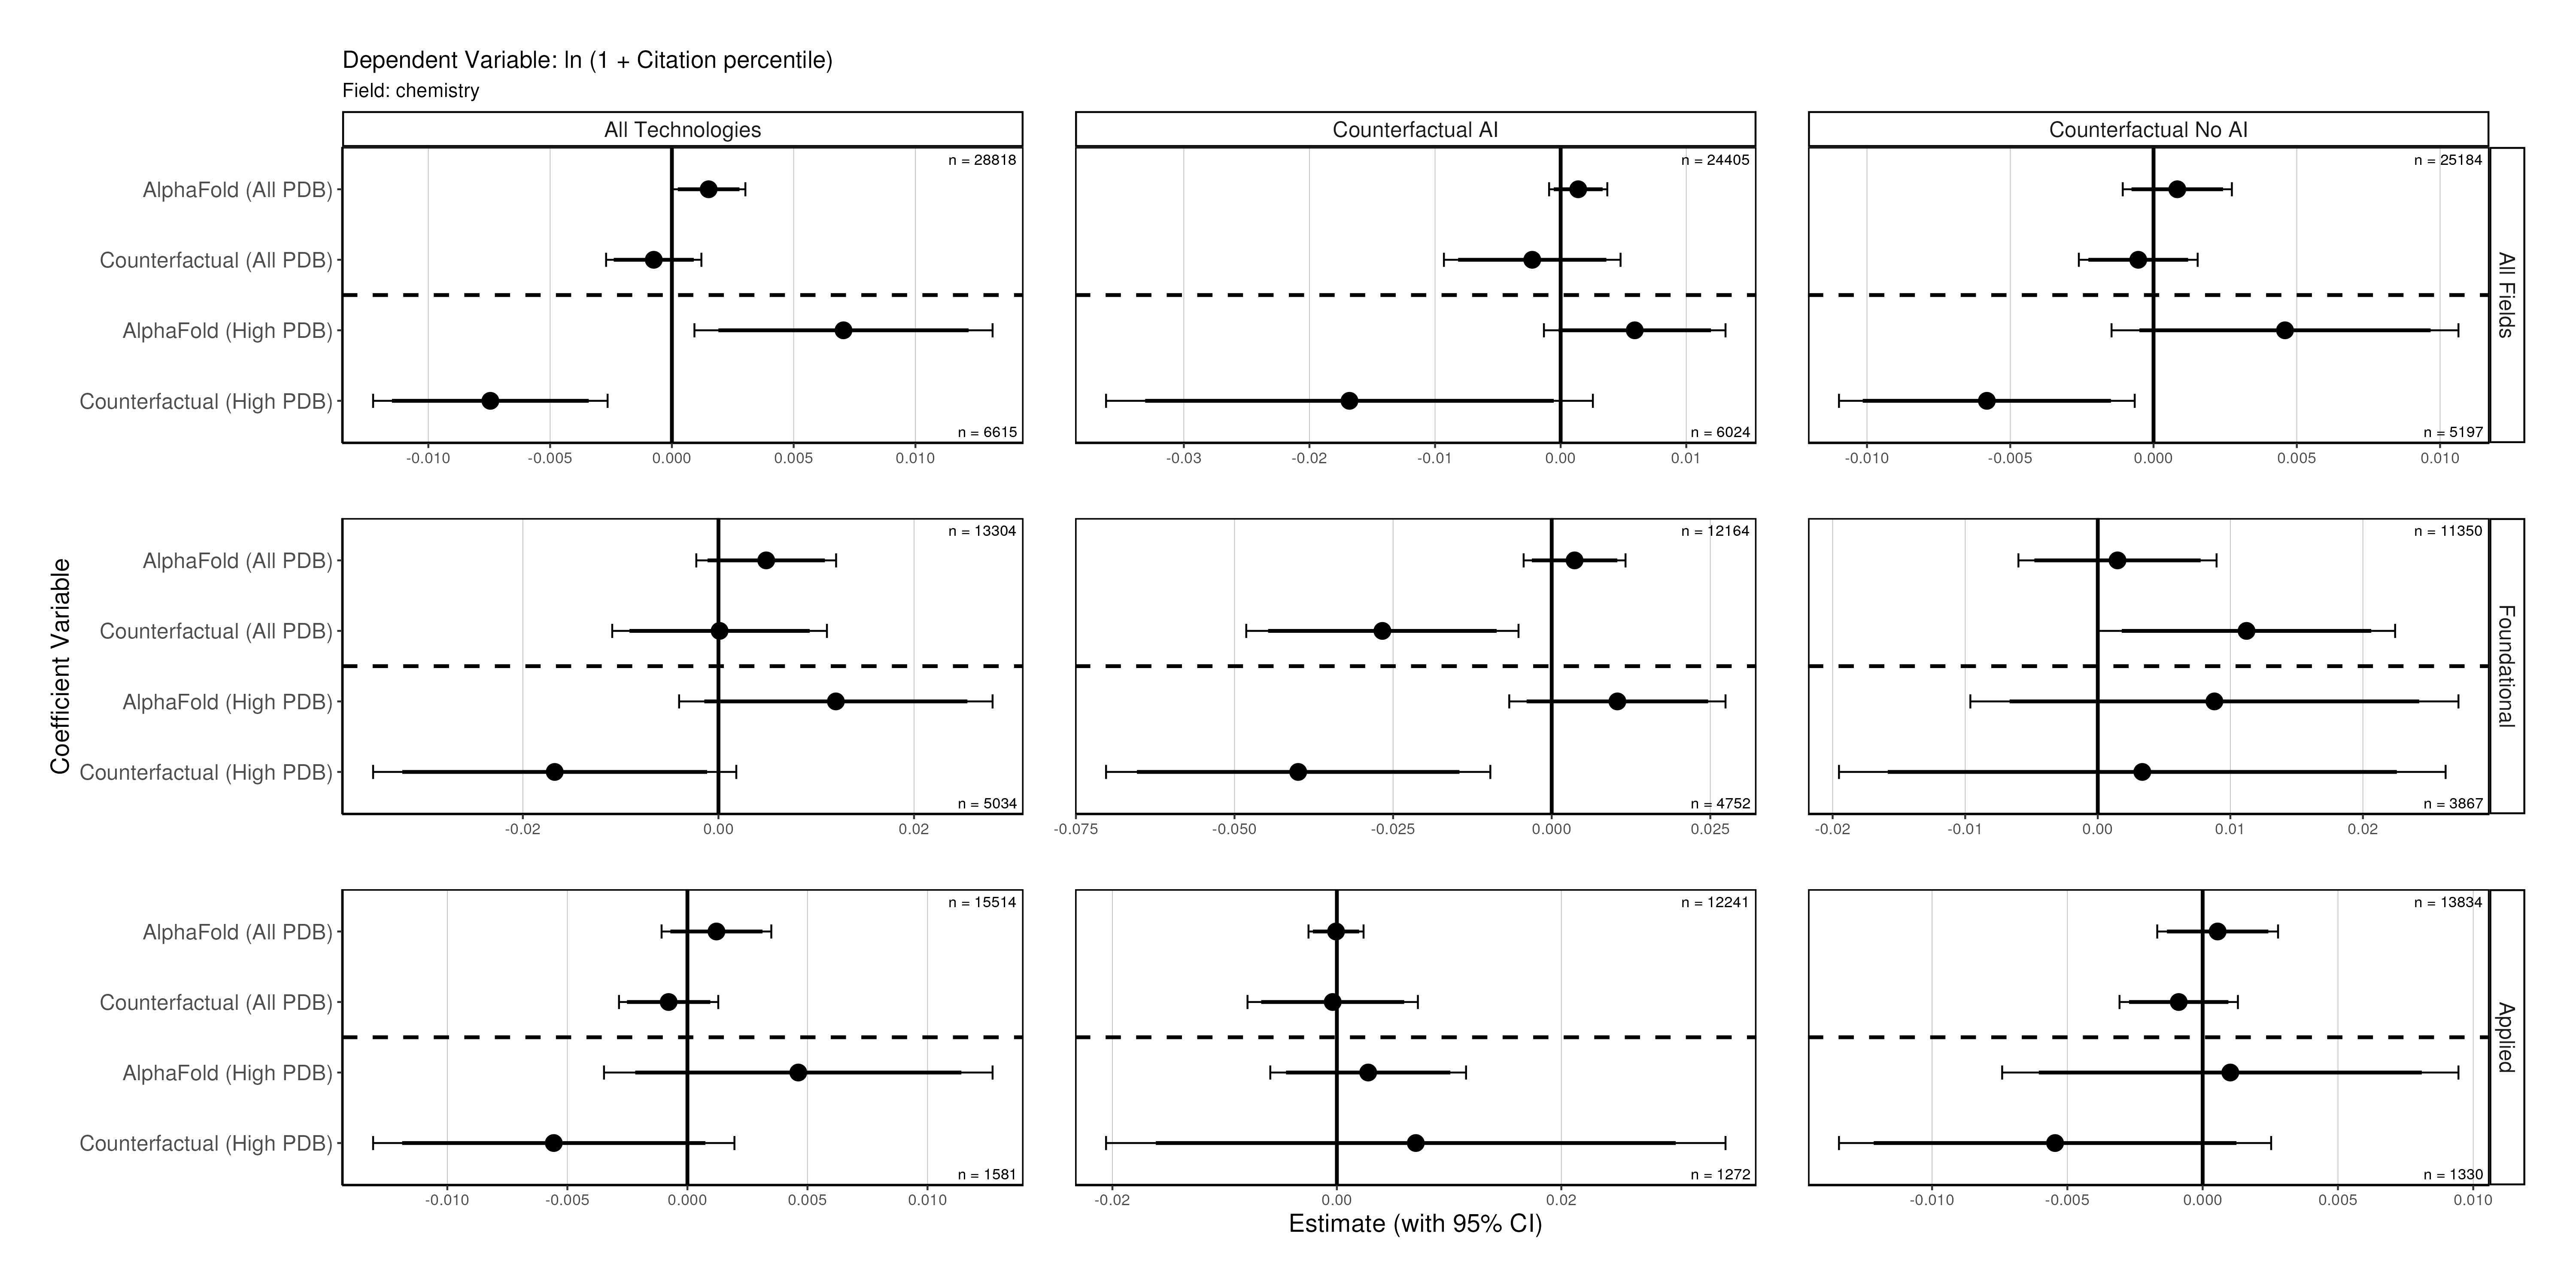 Dependent Variable: ln (1 + Citation percentile)
Field: chemistry
All Technologies
Counterfactual AI
Counterfactual No AI
AlphaFold (All PDB)
Counterfactual (All PDB)
AlphaFold (High PDB)
Counterfactual (High PDB)
n = 28818
n = 6615
-0.010 -0.005 0.000 0.005 0.010
n = 24405
n = 6024
-0.03 -0.02 -0.01 0.00 0.01
n = 25184
n = 5197
-0.010 -0.005 0.000 0.005 0.010
All Fields
Coefficient Variable
AlphaFold (All PDB)
Counterfactual (All PDB)
AlphaFold (High PDB)
Counterfactual (High PDB)
n = 13304
n = 5034
-0.02 0.00 0.02
n = 12164
n = 4752
-0.075 -0.050 -0.025 0.000 0.025
n = 11350
n = 3867
-0.02 -0.01 0.00 0.01 0.02
Foundational
AlphaFold (All PDB)
Counterfactual (All PDB)
AlphaFold (High PDB)
Counterfactual (High PDB)
n = 15514
n = 1581
-0.010 -0.005 0.000 0.005 0.010
n = 12241
n = 1272
-0.02 0.00 0.02
n = 13834
n = 1330
-0.010 -0.005 0.000 0.005 0.010
Applied
Estimate (with 95% CI)